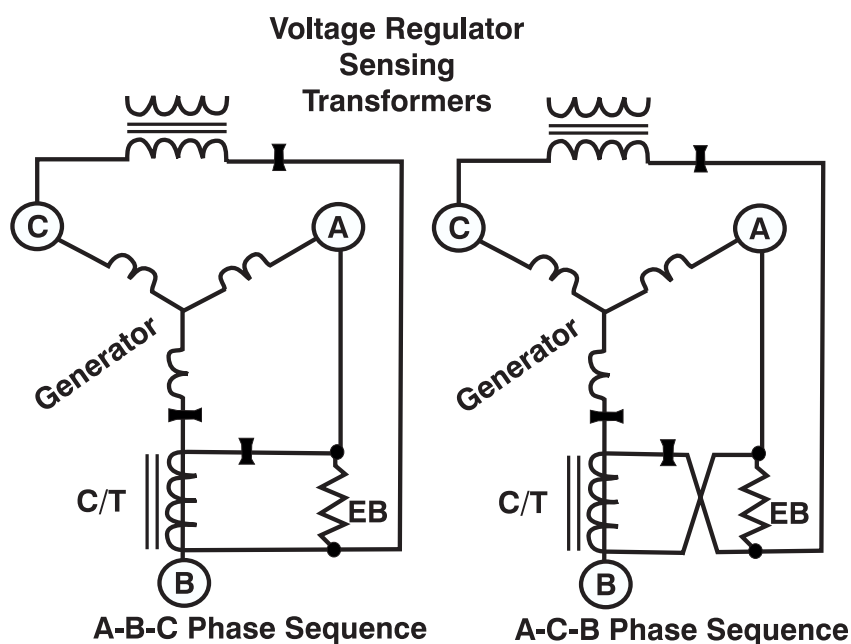 Voltage Regulator
Sensing
Transformers
C
A
Generator
C/T
EB
B
A-B-C Phase Sequence
C
A
Generator
C/T
EB
B
A-C-B Phase Sequence